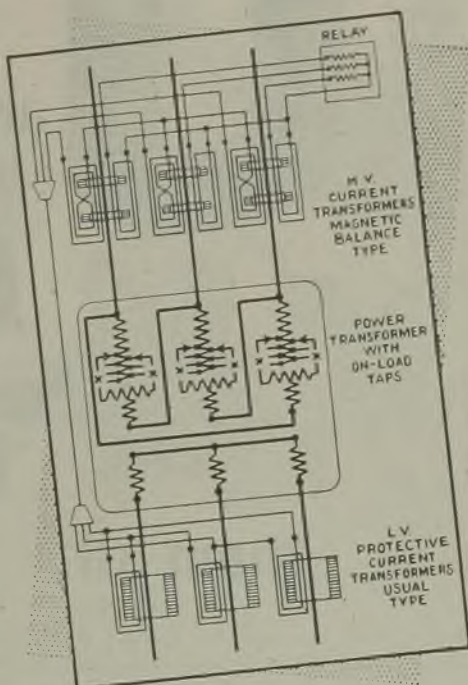 RELAY
H.V.
CURRENT
TRANSFORMERS
MAGNETIC
BALANCE
TYPE
POWER
TRANSFORMER
WITH
ON-LOAD
TAPS
X X X X X X
L.V.
PROTECTIVE
CURRENT
TRANSFORMERS
USUAL
TYPE